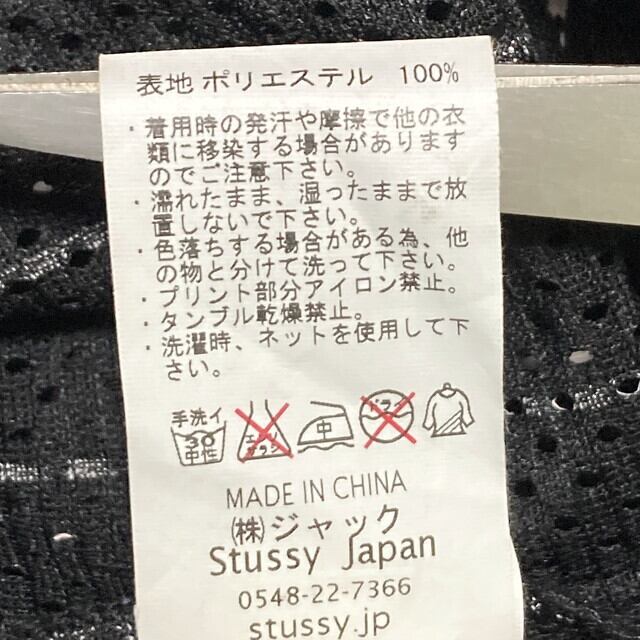 表地 ポリエステル 100%
・着用時の発汗や摩擦で他の衣
類に移染する場合があります
のでご注意下さい。
・濡れたまま、湿ったままで放
置しないで下さい。
・色落ちする場合がある為、他
の物と分けて洗って下さい。
・プリント部分アイロン禁止。
・タンブル乾燥禁止。
・洗濯時、ネットを使用して下
さい。
手洗イ
中 ドライ
MADE IN CHINA
㈱ジャック
Stussy Japan
0548-22-7366
stussy.jp